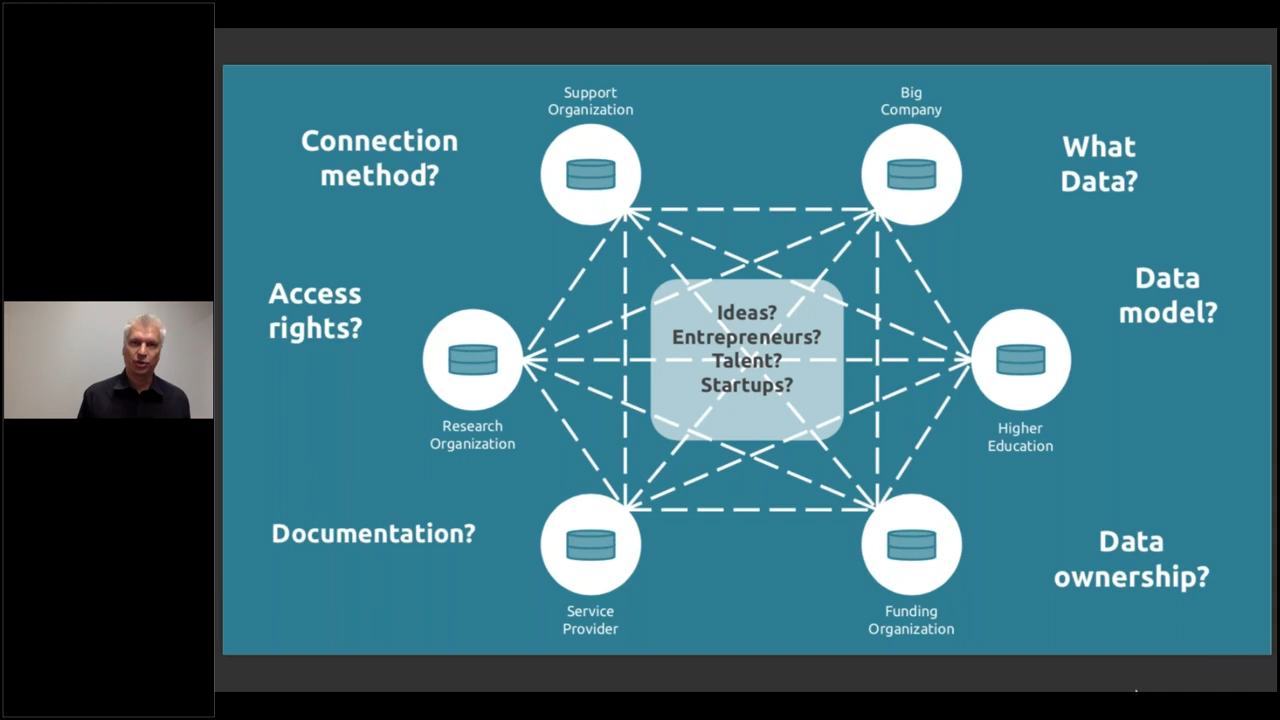 Support
Organization
Big
Company
Connection
method?
What
Data?
Access
rights?
Ideas?
Entrepreneurs?
Talent?
Startups?
Data
model?
Research
Organization
Higher
Education
Documentation?
Data
ownership?
Service
Provider
Funding
Organization